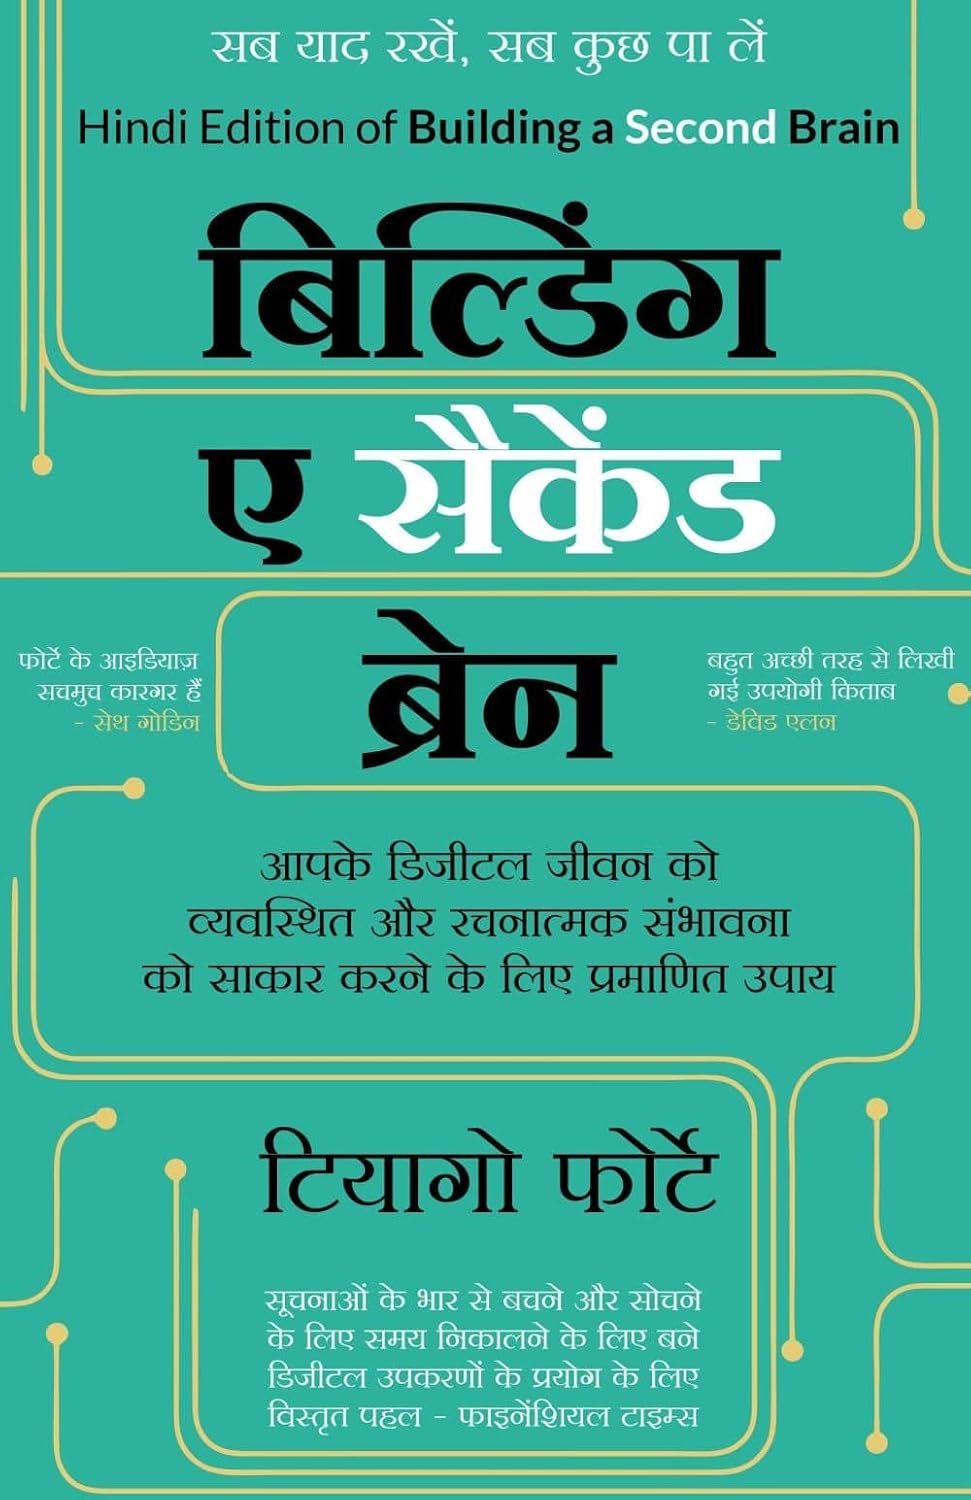 सब याद रखें, सब कुछ पा लें
Hindi Edition of Building a Second Brain
बिल्डिंग
ए सैकेंड
ब्रेन
फोर्टे के आइडियाज़
सचमुच कारगर हैं
- सेथ गोडिन
बहुत अच्छी तरह से लिखी
गई उपयोगी किताब
- डेविड एलन
आपके डिजीटल जीवन को
व्यवस्थित और रचनात्मक संभावना
को साकार करने के लिए प्रमाणित उपाय
टियागो फोर्टे
सूचनाओं के भार से बचने और सोचने
के लिए समय निकालने के लिए बने
डिजीटल उपकरणों के प्रयोग के लिए
विस्तृत पहल - फाइनेंशियल टाइम्स